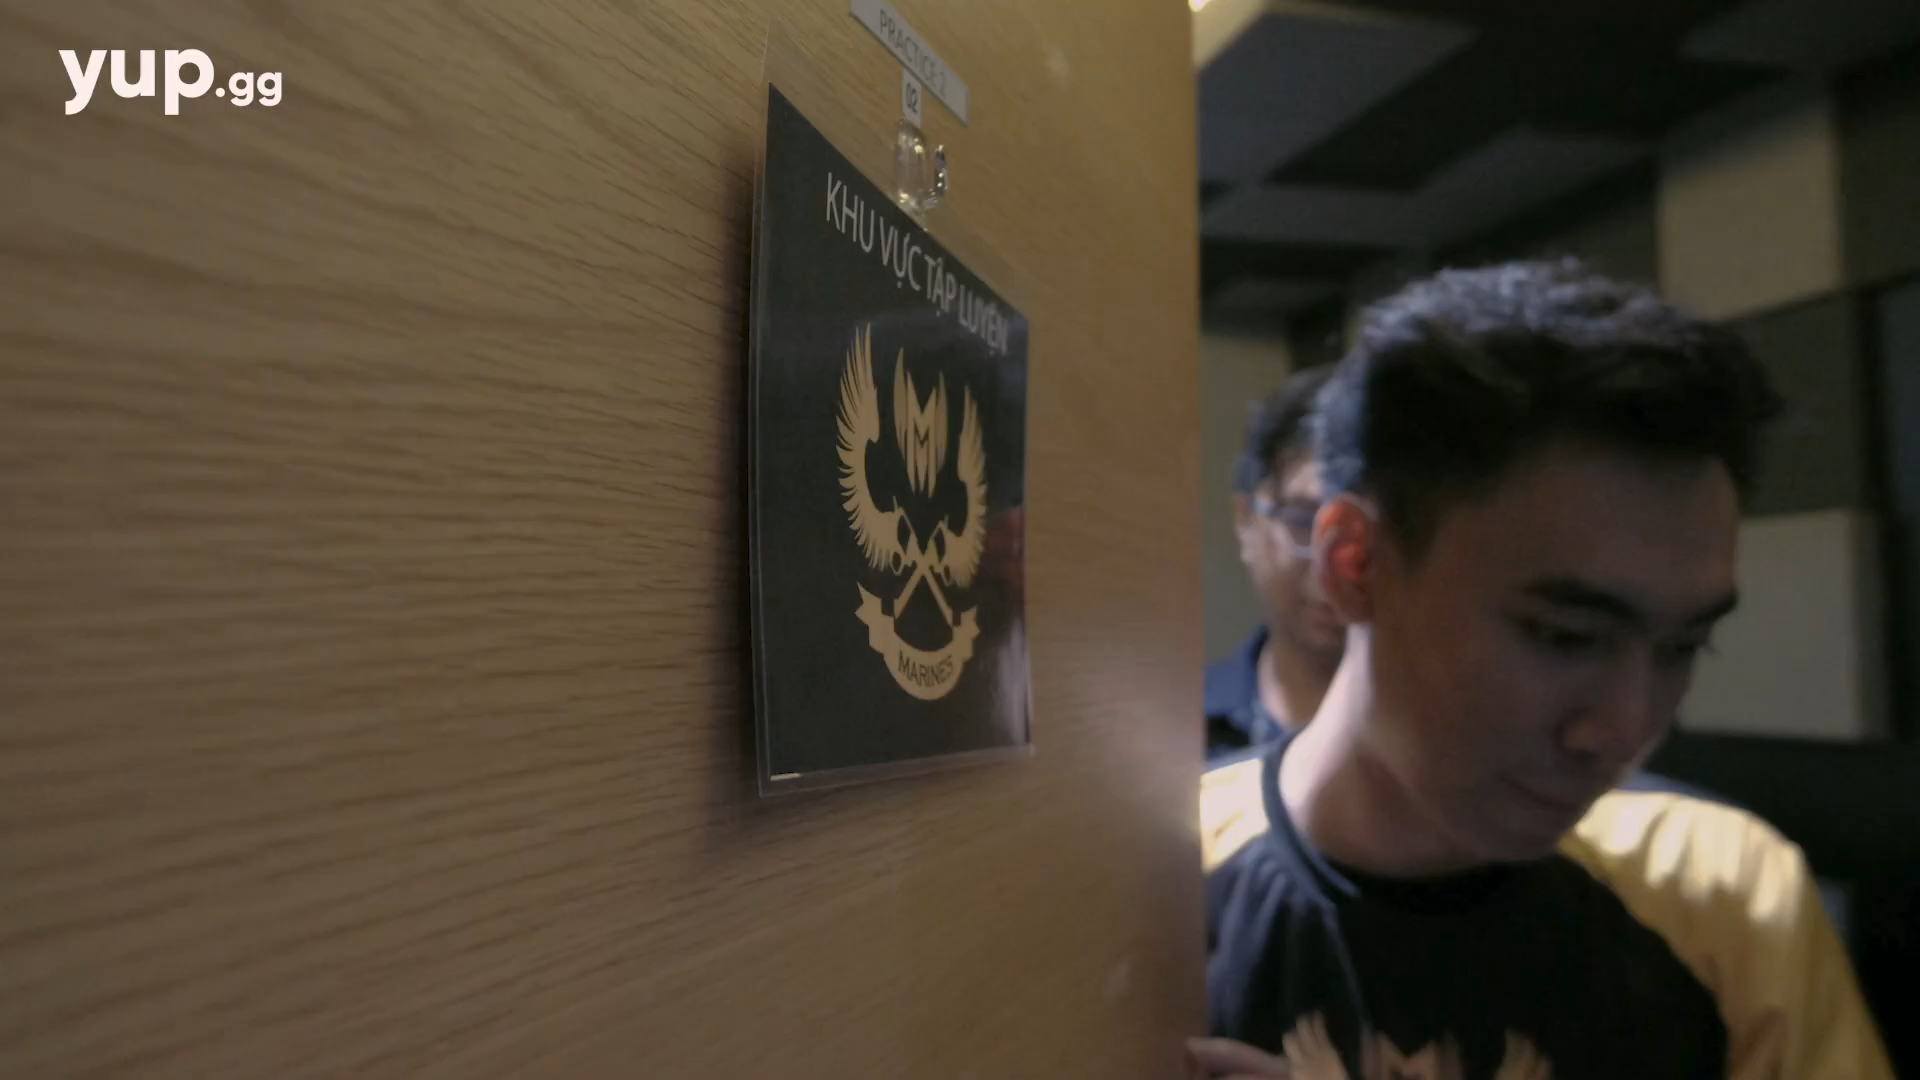 yup.gg
PRACTICE 2
02
KHU VỰC TẬP LUYỆN
MARINES